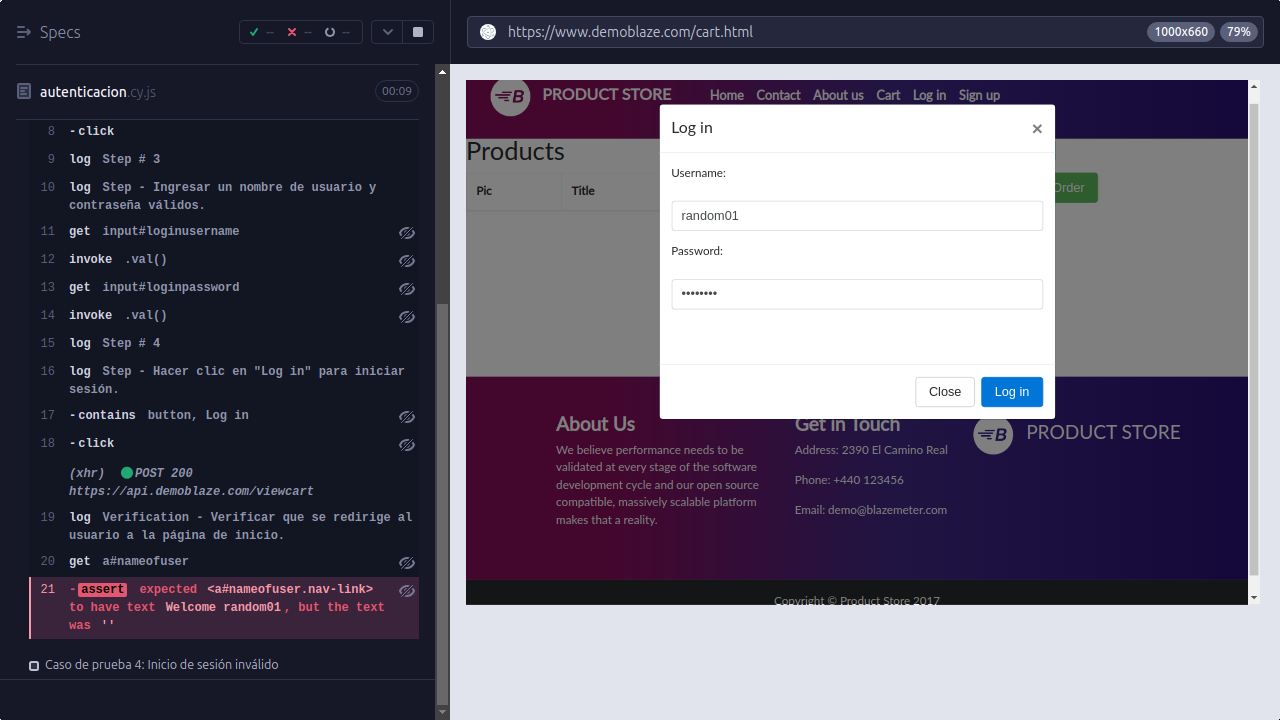 Specs
--
--
--
autenticacion.cy.js
00:09
8 -click
9 log Step # 3
10 log Step - Ingresar un nombre de usuario y
contraseña válidos.
11 get input#loginusername
12 invoke .val()
13 get input#loginpassword
14 invoke .val()
15 log Step # 4
16 log Step - Hacer clic en "Log in" para iniciar
sesión.
17 -contains button, Log in
18 -click
(xhr) POST 200
https://api.demoblaze.com/viewcart
19 log Verification - Verificar que se redirige al
usuario a la página de inicio.
20 get a#nameofuser
21 -assert expected <a#nameofuser.nav-link>
to have text Welcome random01, but the text
was ''
Caso de prueba 4: Inicio de sesión inválido
https://www.demoblaze.com/cart.html
1000x660
79%
PRODUCT STORE
Home Contact About us Cart Log in Sign up
Log in ×
Products
Pic Title
Order
Username:
random01
Password:
••••••••
Close Log in
About Us
We believe performance needs to be
validated at every stage of the software
development cycle and our open source
compatible, massively scalable platform
makes that a reality.
Get in Touch
Address: 2390 El Camino Real
Phone: +440 123456
Email: demo@blazemeter.com
PRODUCT STORE
Copyright © Product Store 2017